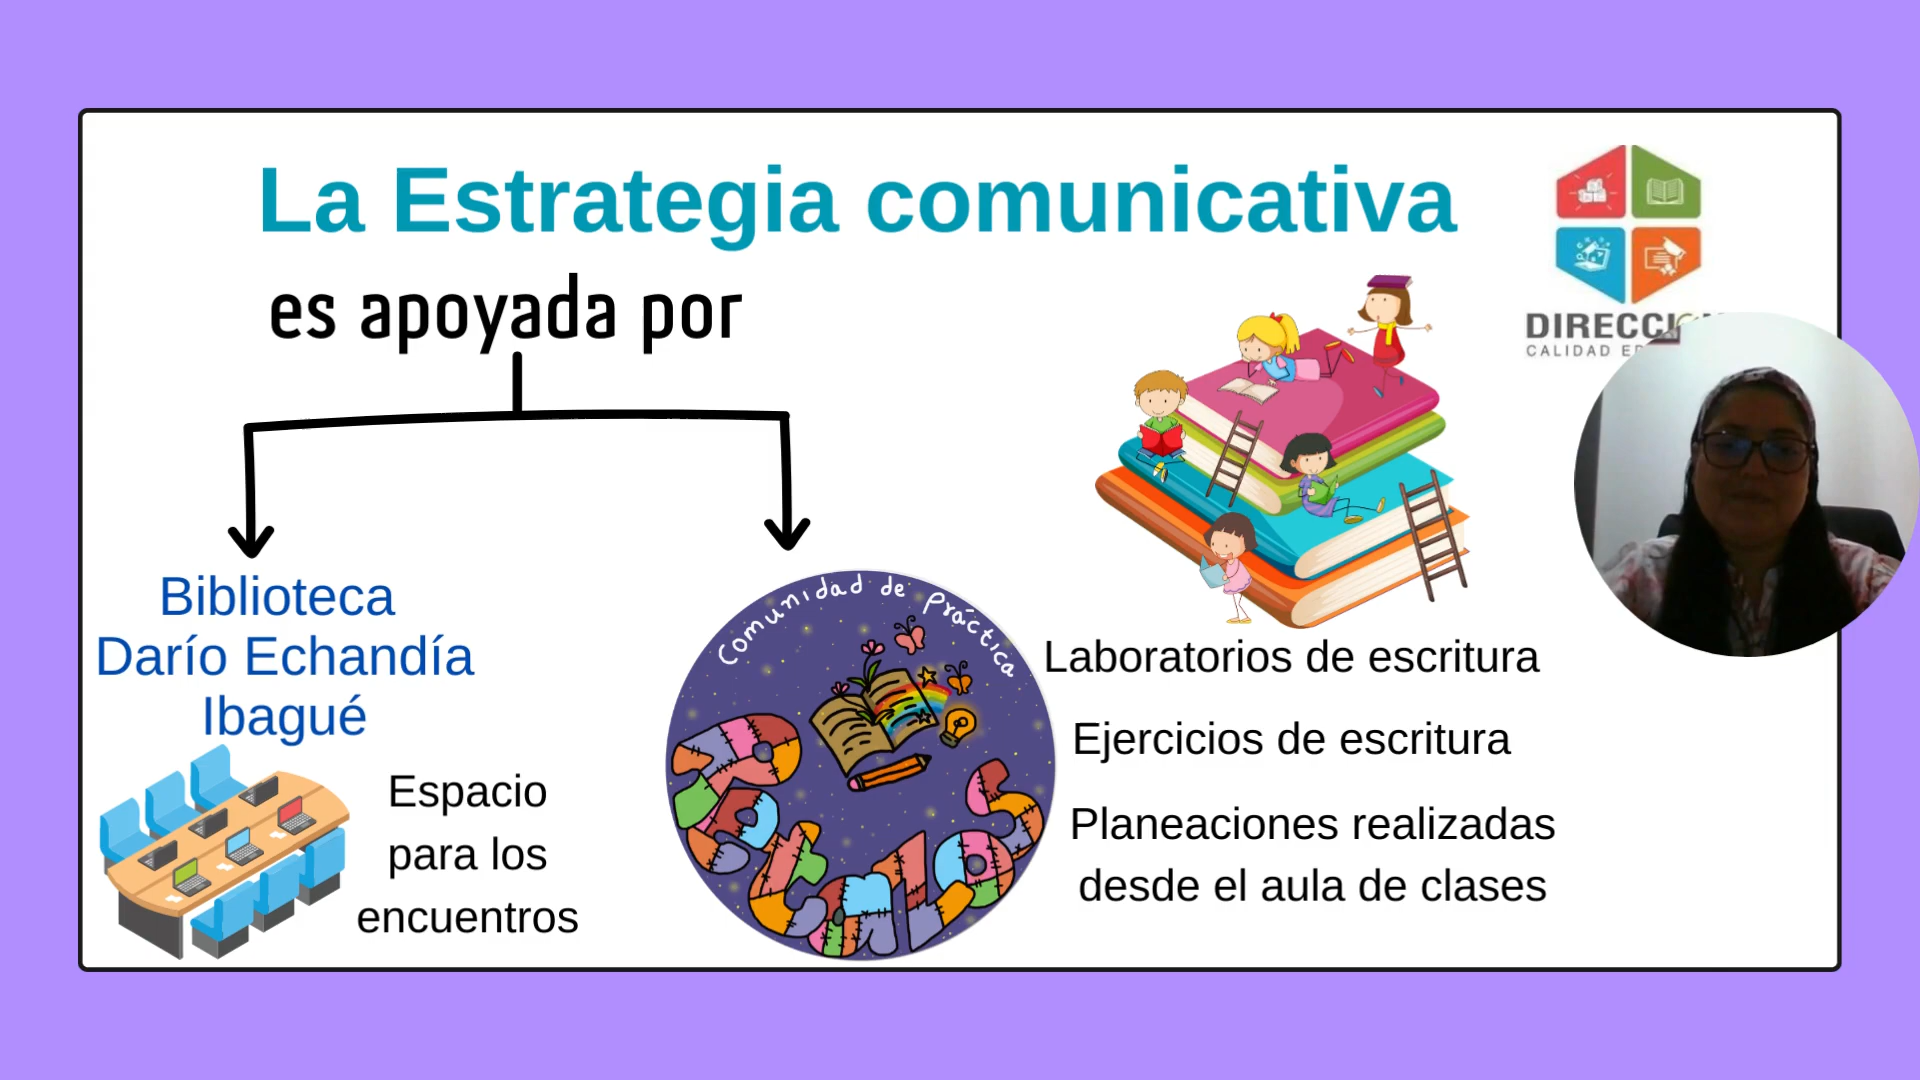 La Estrategia comunicativa
es apoyada por
CALIDAD
Biblioteca
Darío Echandía
Ibagué
Espacio
para los
encuentros
Comunidad de práctica
Retazos
Laboratorios de escritura
Ejercicios de escritura
Planeaciones realizadas
desde el aula de clases